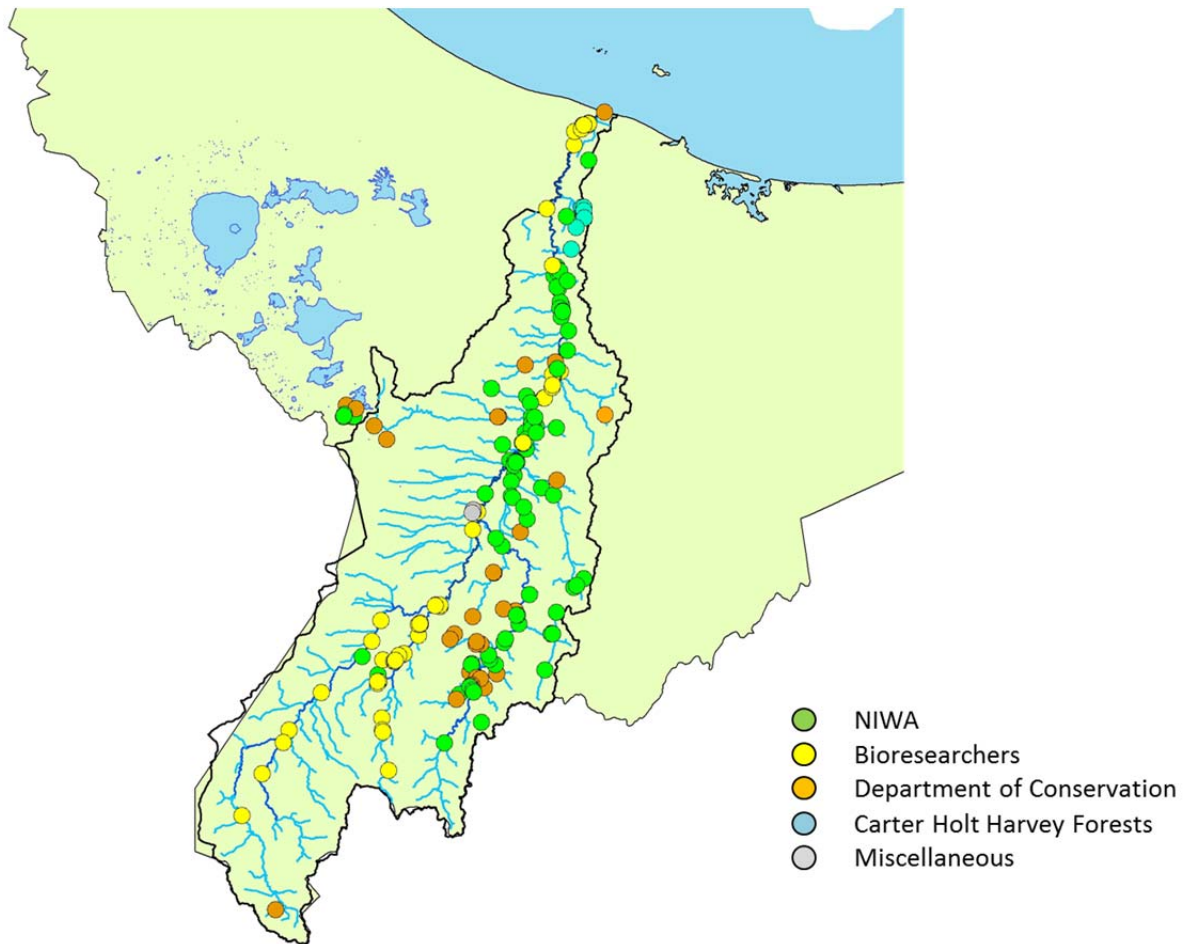 NIWA
Bioresearchers
Department of Conservation
Carter Holt Harvey Forests
Miscellaneous